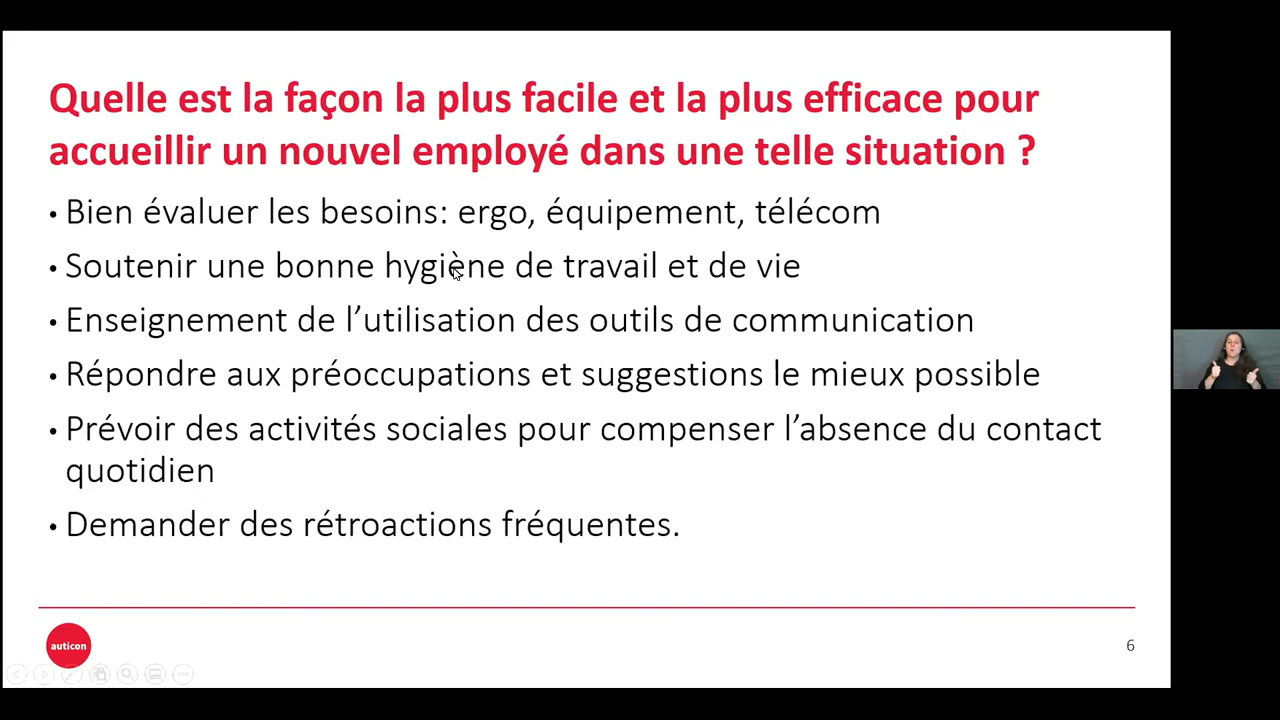 Quelle est la façon la plus facile et la plus efficace pour
accueillir un nouvel employé dans une telle situation ?
• Bien évaluer les besoins: ergo, équipement, télécom
• Soutenir une bonne hygiène de travail et de vie
• Enseignement de l’utilisation des outils de communication
• Répondre aux préoccupations et suggestions le mieux possible
• Prévoir des activités sociales pour compenser l’absence du contact
quotidien
• Demander des rétroactions fréquentes.
auticon
6